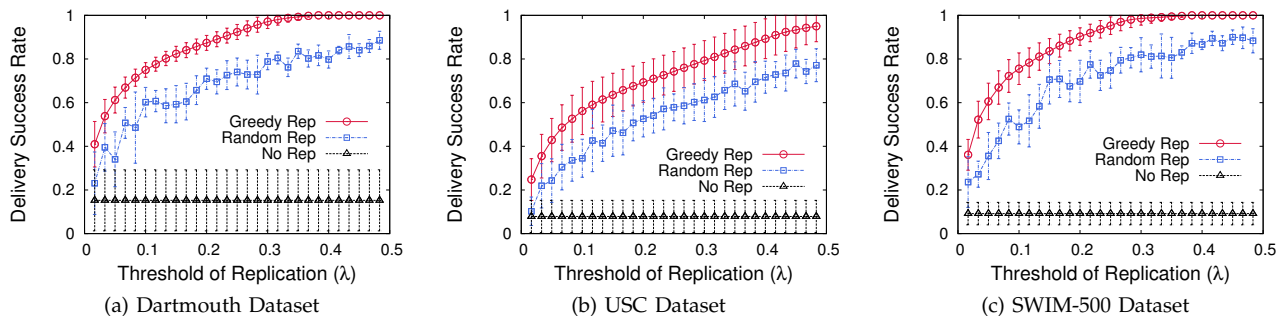 Delivery Success Rate
1
0.8
0.6
0.4
0.2
0
Greedy Rep
Random Rep
No Rep
0 0.1 0.2 0.3 0.4 0.5
Threshold of Replication (λ)
(a) Dartmouth Dataset
Delivery Success Rate
1
0.8
0.6
0.4
0.2
0
Greedy Rep
Random Rep
No Rep
0 0.1 0.2 0.3 0.4 0.5
Threshold of Replication (λ)
(b) USC Dataset
Delivery Success Rate
1
0.8
0.6
0.4
0.2
0
Greedy Rep
Random Rep
No Rep
0 0.1 0.2 0.3 0.4 0.5
Threshold of Replication (λ)
(c) SWIM-500 Dataset